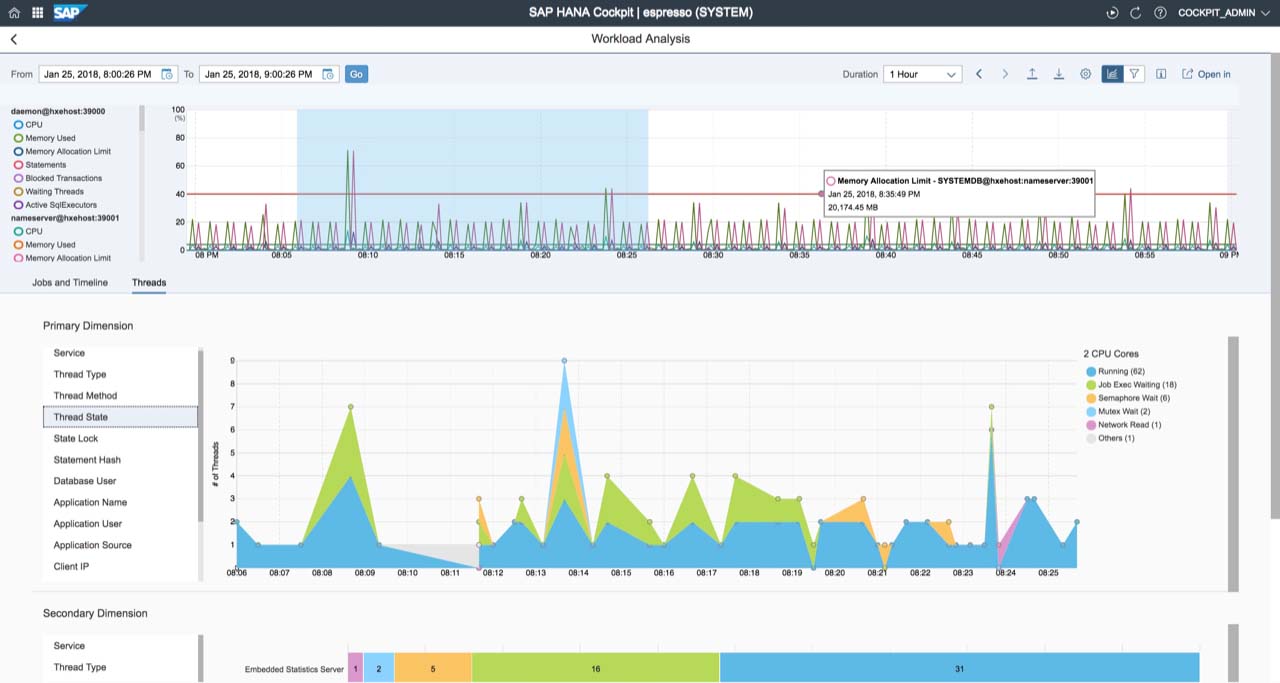 SAP
SAP HANA Cockpit | espresso (SYSTEM)
COCKPIT_ADMIN
Workload Analysis
From
Jan 25, 2018, 8:00:26 PM
To
Jan 25, 2018, 9:00:26 PM
Go
Duration
1 Hour
Open in
daemon@hxehost:39000
CPU
Memory Used
Memory Allocation Limit
Statements
Blocked Transactions
Waiting Threads
Active SqlExecutors
nameserver@hxehost:39001
CPU
Memory Used
Memory Allocation Limit
100
(%)
80
60
40
20
0
08 PM
08:05
08:10
08:15
08:20
08:25
08:30
08:35
08:40
08:45
08:50
08:55
09 PM
Memory Allocation Limit - SYSTEMDB@hxehost:nameserver:39001
Jan 25, 2018, 8:35:49 PM
20,174.45 MB
Jobs and Timeline
Threads
Primary Dimension
Service
Thread Type
Thread Method
Thread State
State Lock
Statement Hash
Database User
Application Name
Application User
Application Source
Client IP
# of Threads
9
8
7
6
5
4
3
2
1
08:06
08:07
08:08
08:09
08:10
08:11
08:12
08:13
08:14
08:15
08:16
08:17
08:18
08:19
08:20
08:21
08:22
08:23
08:24
08:25
2 CPU Cores
Running (62)
Job Exec Waiting (18)
Semaphore Wait (6)
Mutex Wait (2)
Network Read (1)
Others (1)
Secondary Dimension
Service
Thread Type
Embedded Statistics Server
1
2
5
16
31